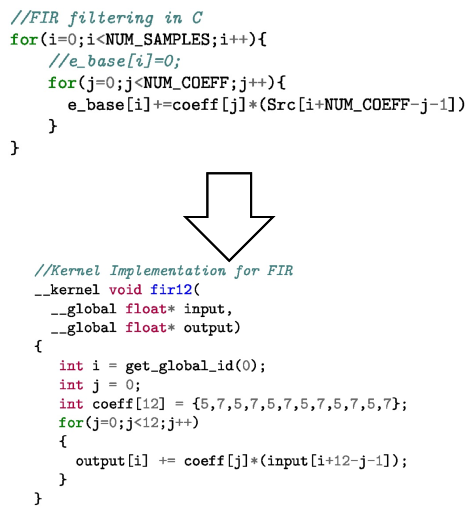 //FIR filtering in C
for(i=0;i<NUM_SAMPLES;i++){
//e_base[i]=0;
for(j=0;j<NUM_COEFF;j++){
e_base[i]+=coeff[j]*(Src[i+NUM_COEFF-j-1])
}
}
//Kernel Implementation for FIR
__kernel void fir12(
__global float* input,
__global float* output)
{
int i = get_global_id(0);
int j = 0;
int coeff[12] = {5,7,5,7,5,7,5,7,5,7,5,7};
for(j=0;j<12;j++)
{
output[i] += coeff[j]*(input[i+12-j-1]);
}
}